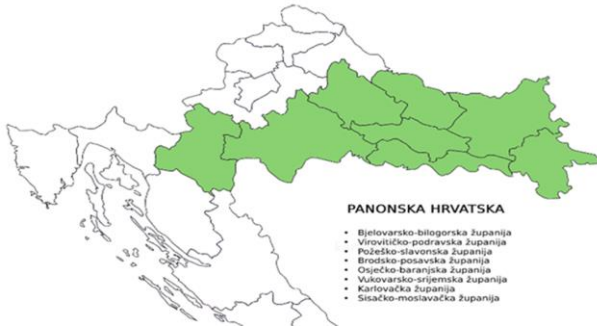 PANONSKA HRVATSKA
• Bjelovarsko-bilogorska županija
• Virovitičko-podravska županija
• Požeško-slavonska županija
• Brodsko-posavska županija
• Osječko-baranjska županija
• Vukovarsko-srijemska županija
• Karlovačka županija
• Sisačko-moslavačka županija